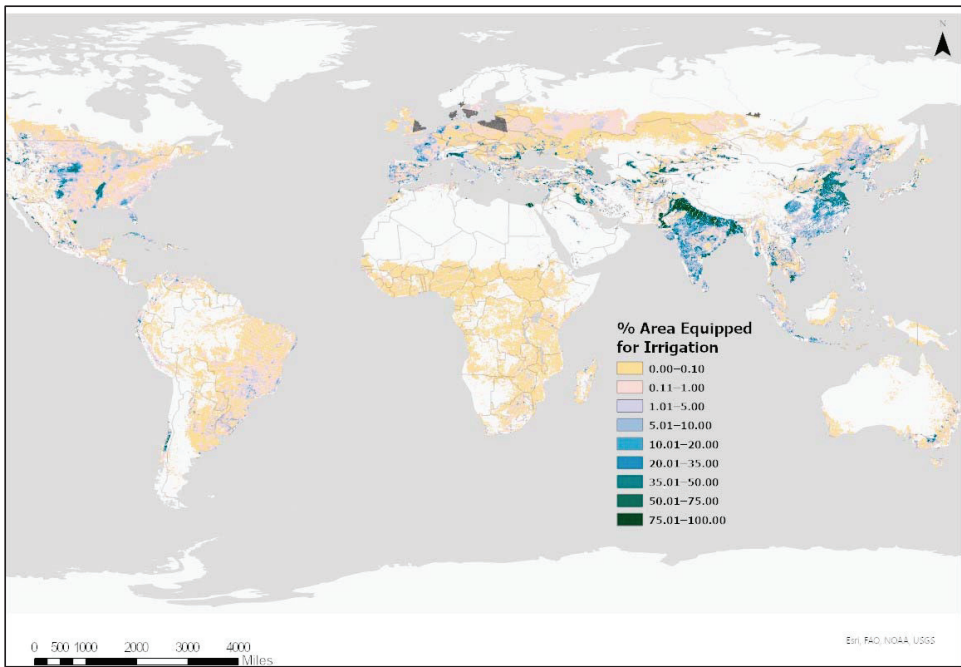 N
% Area Equipped
for Irrigation
0.00–0.10
0.11–1.00
1.01–5.00
5.01–10.00
10.01–20.00
20.01–35.00
35.01–50.00
50.01–75.00
75.01–100.00
0 500 1000 2000 3000 4000
Miles
Esri, FAO, NOAA, USGS